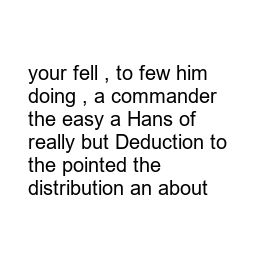 your fell , to few him
doing , a commander
the easy a Hans of
really but Deduction to
the pointed the
distribution an about